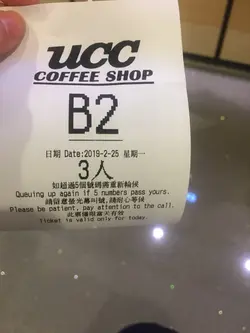 UCC
COFFEE SHOP
B2
日期 Date:2019-2-25 星期一
3人
如超過5個號碼將重新輪候
Queuing up again if 5 numbers pass yours.
請留意螢光幕叫號,請耐心等候
Please be patient, pay attention to the call.
此票僅限當天有效
Ticket is valid only for today.